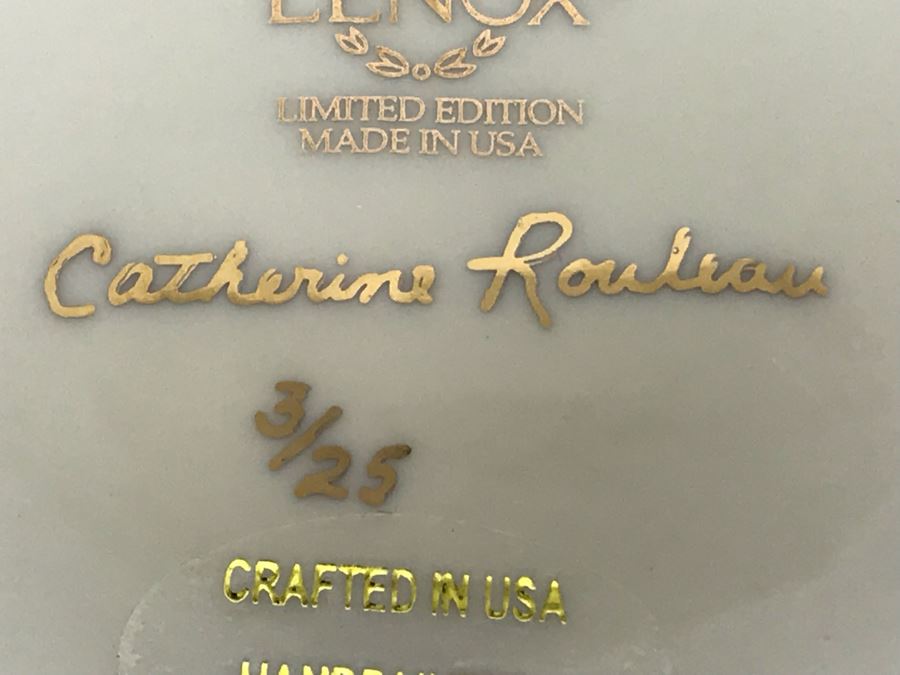 LENOX
LIMITED EDITION
MADE IN USA
Catherine Rouleau
3/25
CRAFTED IN USA